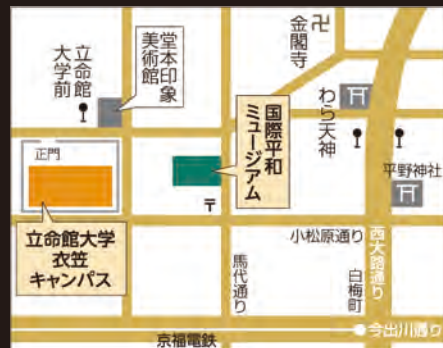 金閣寺
卍
堂本印象
美術館
立命館
大学前
わら天神
国際平和
ミュージアム
正門
平野神社
〒
立命館大学
衣笠
キャンパス
小松原通り
西大路通り
馬代通り
白梅町
今出川通り
京福電鉄